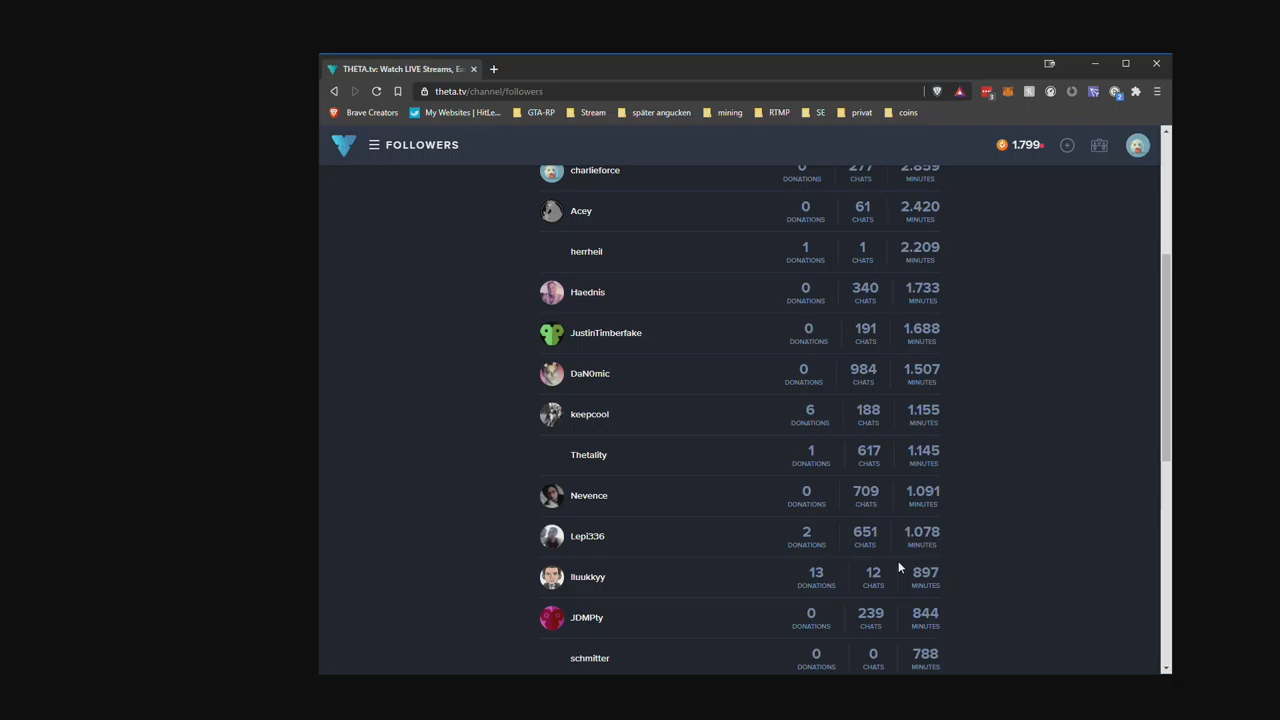 THETA.tv: Watch LIVE Streams, Ea
theta.tv/channel/followers
Brave Creators
My Websites | HitLe...
GTA-RP
Stream
später angucken
mining
RTMP
SE
privat
coins
FOLLOWERS
1.799
charlieforce 0 277 2.859
DONATIONS CHATS MINUTES
Acey 0 61 2.420
DONATIONS CHATS MINUTES
herrheil 1 1 2.209
DONATIONS CHATS MINUTES
Haednis 0 340 1.733
DONATIONS CHATS MINUTES
JustinTimberfake 0 191 1.688
DONATIONS CHATS MINUTES
DaN0mic 0 984 1.507
DONATIONS CHATS MINUTES
keepcool 6 188 1.155
DONATIONS CHATS MINUTES
Thetality 1 617 1.145
DONATIONS CHATS MINUTES
Nevence 0 709 1.091
DONATIONS CHATS MINUTES
Lepi336 2 651 1.078
DONATIONS CHATS MINUTES
lluukkyy 13 12 897
DONATIONS CHATS MINUTES
JDMPty 0 239 844
DONATIONS CHATS MINUTES
schmitter 0 0 788
DONATIONS CHATS MINUTES